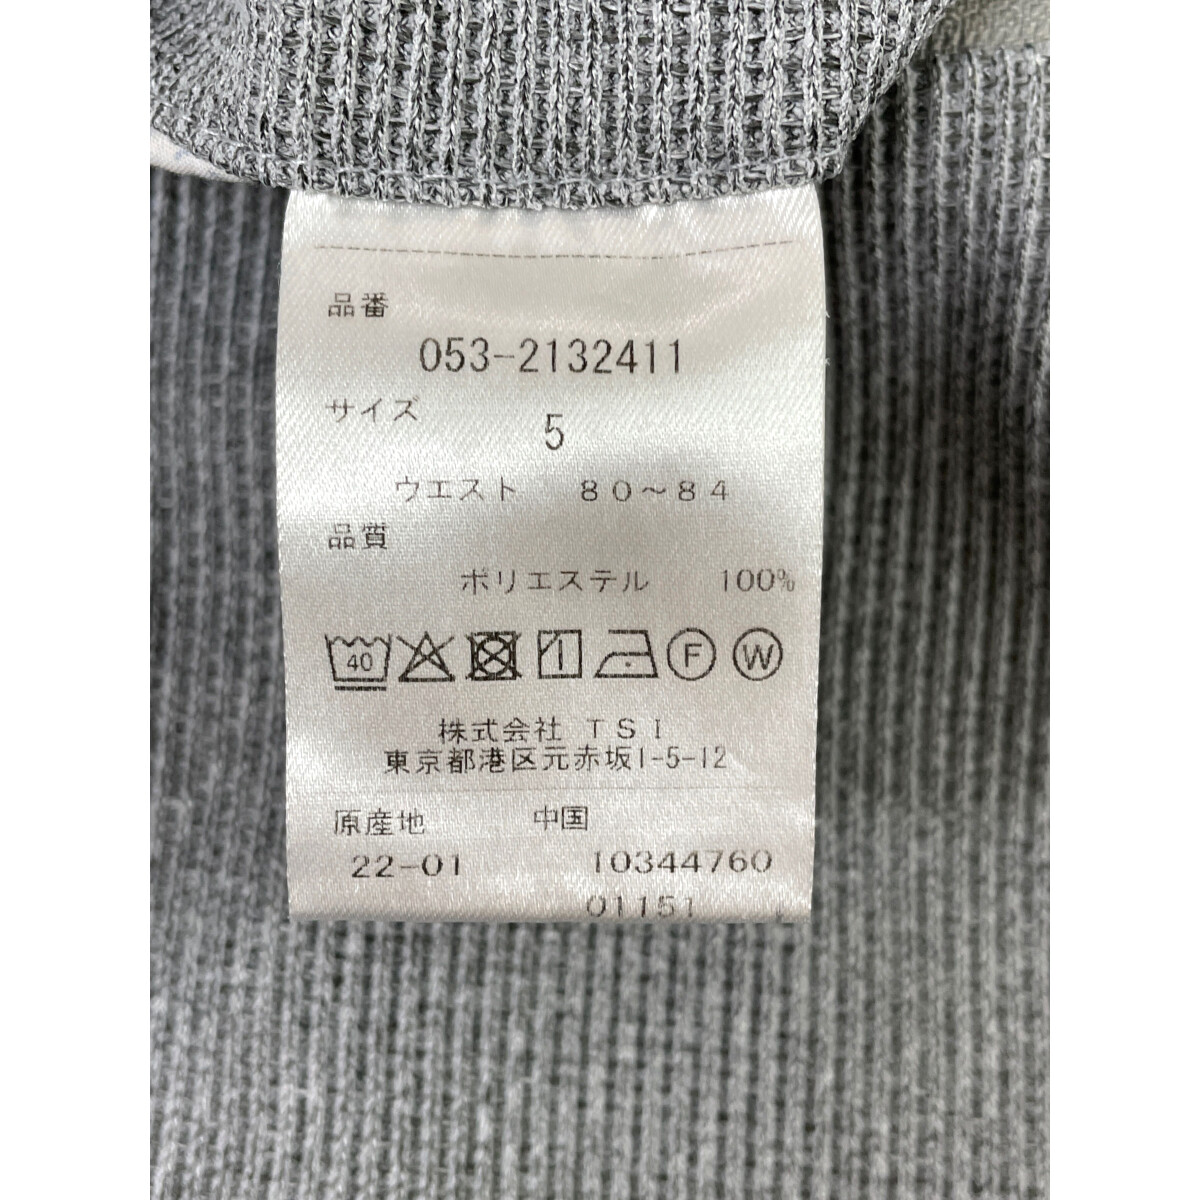 品番
053-2132411
サイズ
5
ウエスト 80～84
品質
ポリエステル 100%
40 F W
株式会社 TSI
東京都港区元赤坂1-5-12
原産地 中国
22-01 10344760
01151